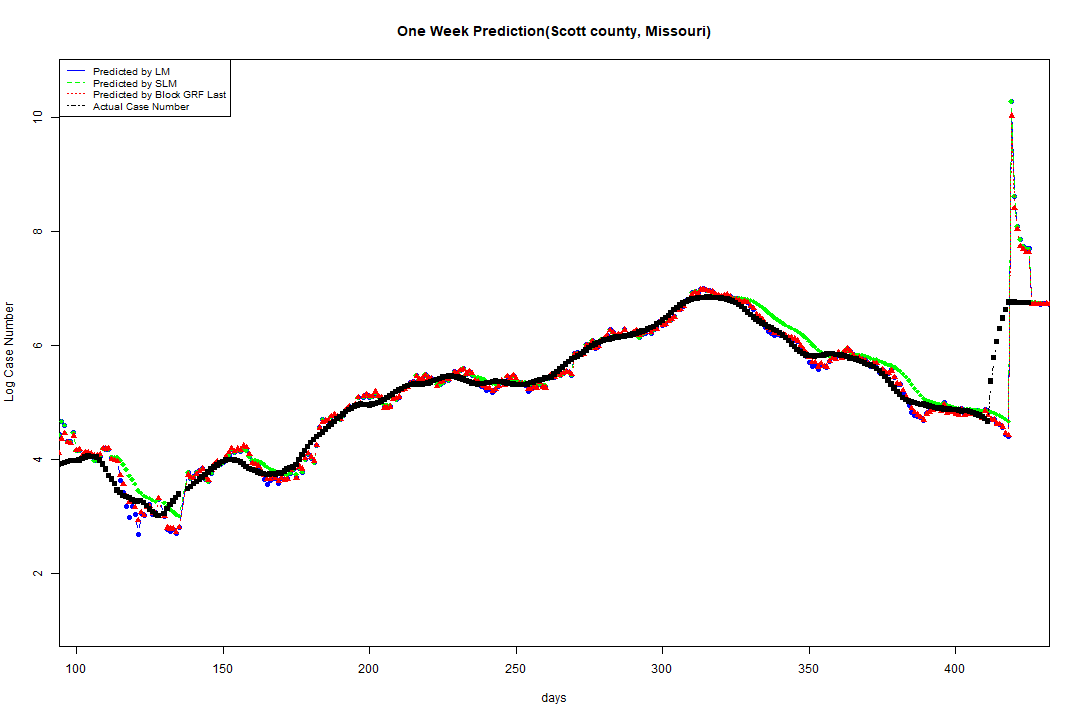 One Week Prediction(Scott county, Missouri)
Predicted by LM
Predicted by SLM
Predicted by Block GRF Last
Actual Case Number
10
8
6
4
2
Log Case Number
100 150 200 250 300 350 400
days